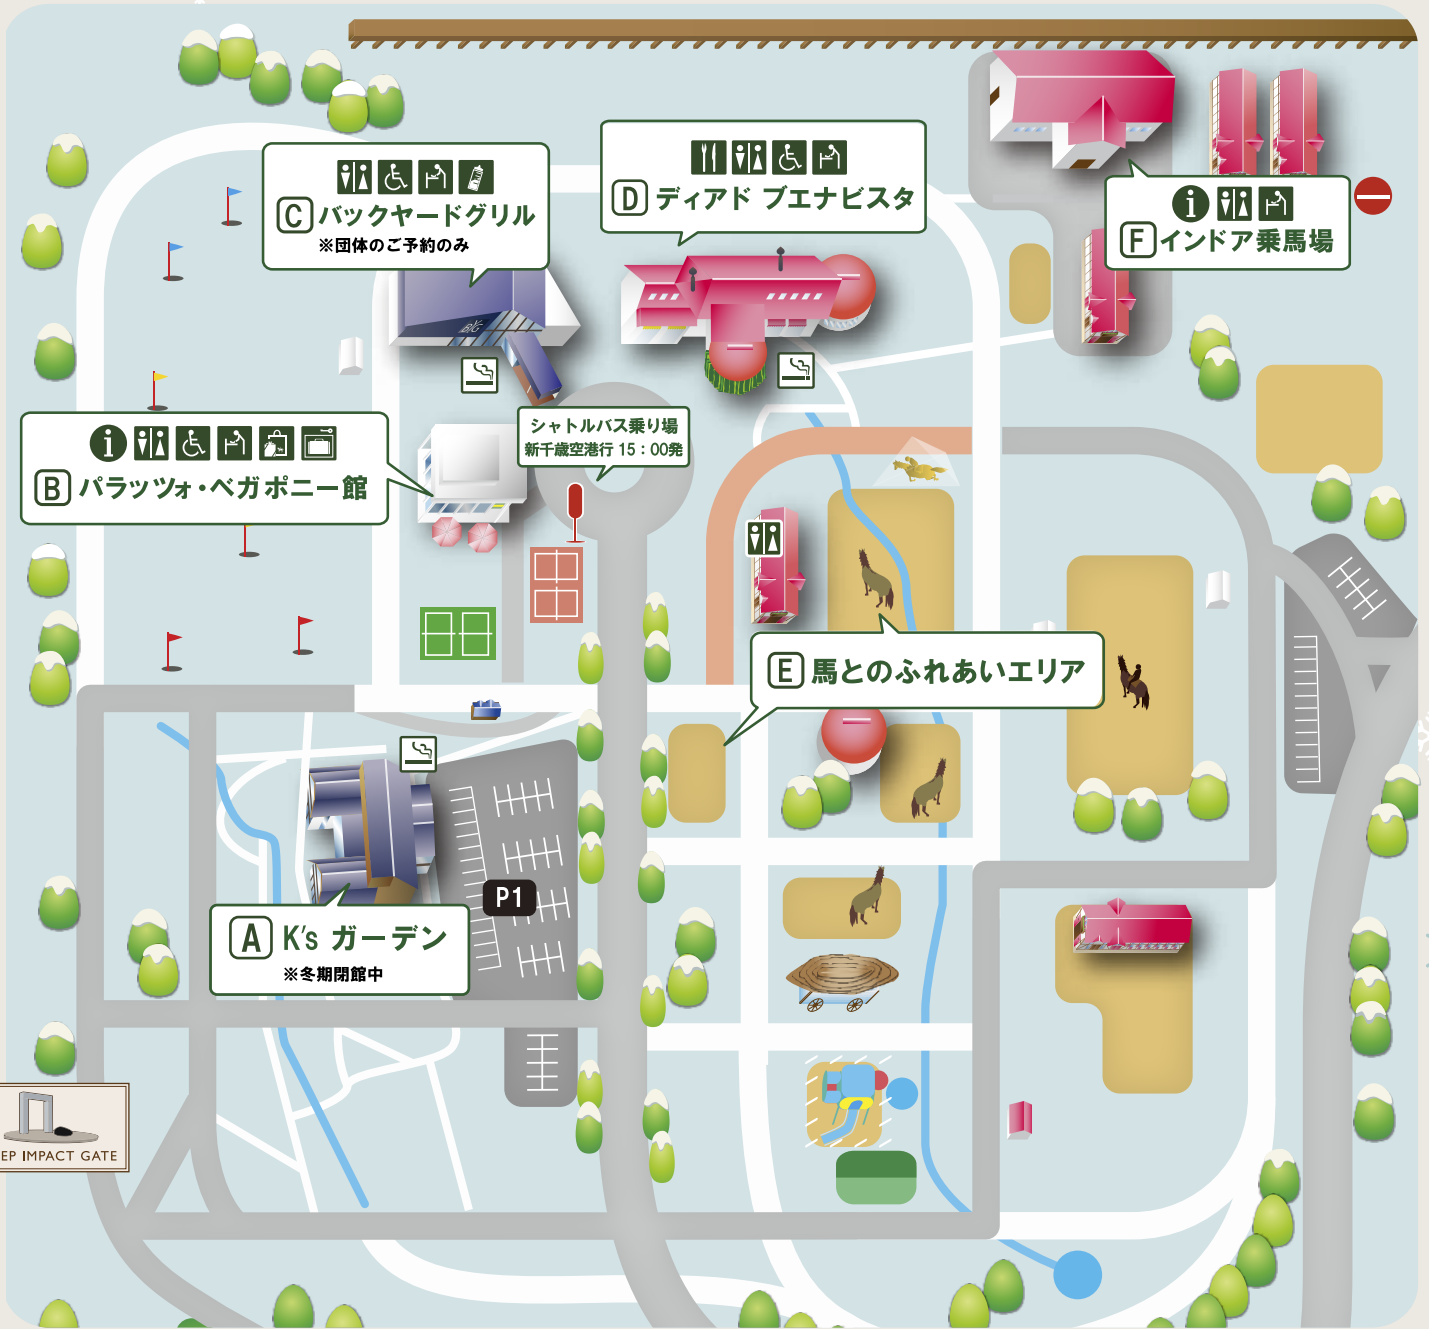 D ディアド ブエナビスタ
C バックヤードグリル
※団体のご予約のみ
F インドア乗馬場
シャトルバス乗り場
新千歳空港行 15：00発
B パラッツォ・ベガポニー館
E 馬とのふれあいエリア
P1
A K's ガーデン
※冬期閉館中
EP IMPACT GATE